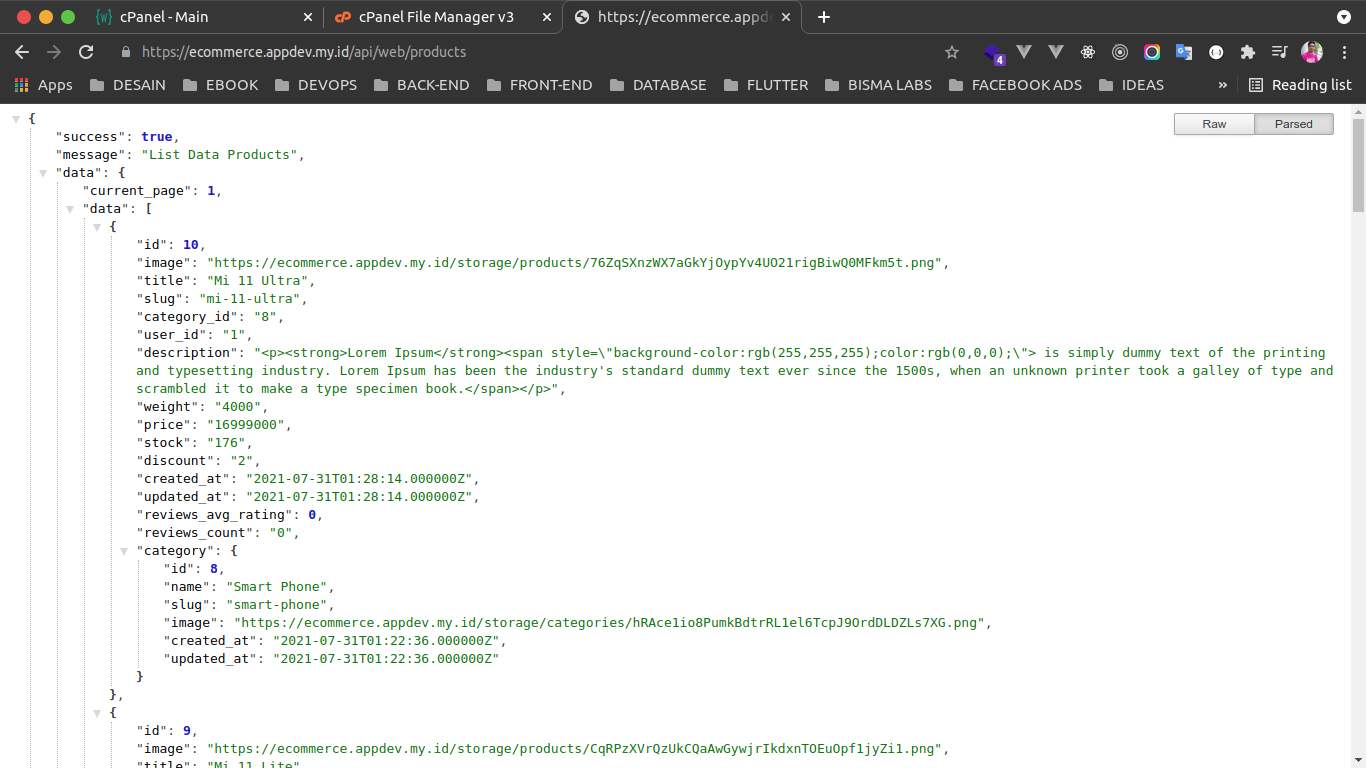 cPanel - Main
cPanel File Manager v3
https://ecommerce.appd
https://ecommerce.appdev.my.id/api/web/products
4
Apps
DESAIN
EBOOK
DEVOPS
BACK-END
FRONT-END
DATABASE
FLUTTER
BISMA LABS
FACEBOOK ADS
IDEAS
»
Reading list
Raw
Parsed
{
"success": true,
"message": "List Data Products",
"data": {
"current_page": 1,
"data": [
{
"id": 10,
"image": "https://ecommerce.appdev.my.id/storage/products/76ZqSXnzWX7aGkYjOypYv4UO21rigBiwQ0MFkm5t.png",
"title": "Mi 11 Ultra",
"slug": "mi-11-ultra",
"category_id": "8",
"user_id": "1",
"description": "<p><strong>Lorem Ipsum</strong><span style=\"background-color:rgb(255,255,255);color:rgb(0,0,0);\"> is simply dummy text of the printing
and typesetting industry. Lorem Ipsum has been the industry's standard dummy text ever since the 1500s, when an unknown printer took a galley of type and
scrambled it to make a type specimen book.</span></p>",
"weight": "4000",
"price": "16999000",
"stock": "176",
"discount": "2",
"created_at": "2021-07-31T01:28:14.000000Z",
"updated_at": "2021-07-31T01:28:14.000000Z",
"reviews_avg_rating": 0,
"reviews_count": "0",
"category": {
"id": 8,
"name": "Smart Phone",
"slug": "smart-phone",
"image": "https://ecommerce.appdev.my.id/storage/categories/hRAce1io8PumkBdtrRL1el6TcpJ9OrdDLDZLs7XG.png",
"created_at": "2021-07-31T01:22:36.000000Z",
"updated_at": "2021-07-31T01:22:36.000000Z"
}
},
{
"id": 9,
"image": "https://ecommerce.appdev.my.id/storage/products/CqRPzXVrQzUkCQaAwGywjrIkdxnTOEuOpf1jyZi1.png",
"title": "Mi 11 Lite"